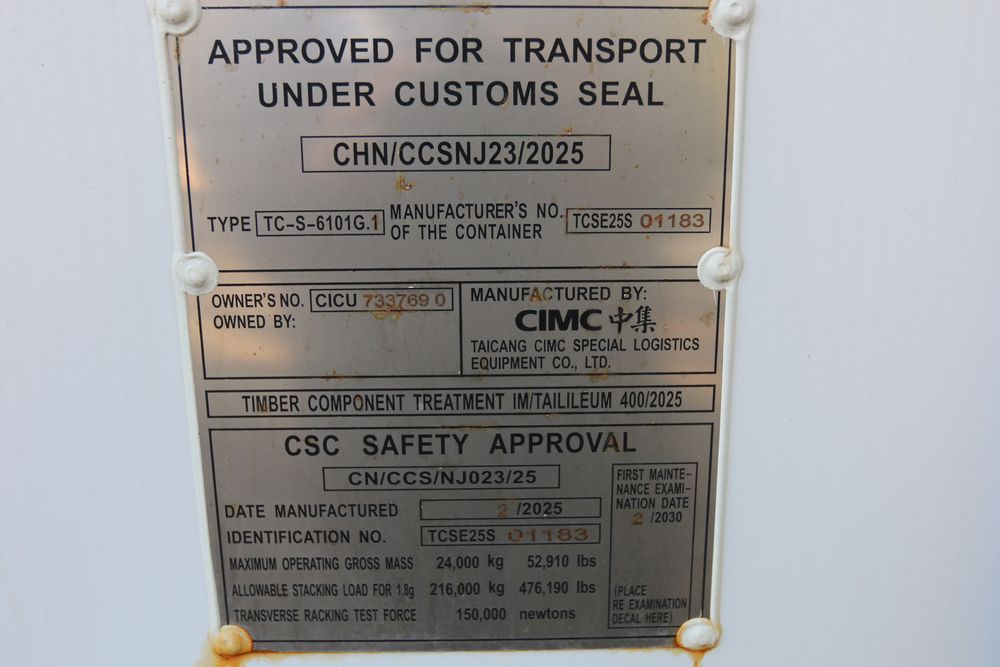 APPROVED FOR TRANSPORT
UNDER CUSTOMS SEAL
CHN/CCSNJ23/2025
TYPE TC-S-6101G.1 MANUFACTURER'S NO. OF THE CONTAINER TCSE25S 01183
OWNER'S NO. CICU 733769 0
OWNED BY:
MANUFACTURED BY:
CIMC 中集
TAICANG CIMC SPECIAL LOGISTICS
EQUIPMENT CO., LTD.
TIMBER COMPONENT TREATMENT IM/TAILILEUM 400/2025
CSC SAFETY APPROVAL
CN/CCS/NJ023/25
DATE MANUFACTURED 2 /2025
IDENTIFICATION NO. TCSE25S 01183
MAXIMUM OPERATING GROSS MASS 24,000 kg 52,910 lbs
ALLOWABLE STACKING LOAD FOR 1.8g 216,000 kg 476,190 lbs
TRANSVERSE RACKING TEST FORCE 150,000 newtons
FIRST MAINTE-
NANCE EXAMI-
NATION DATE
2 /2030
(PLACE
RE EXAMINATION
DECAL HERE)